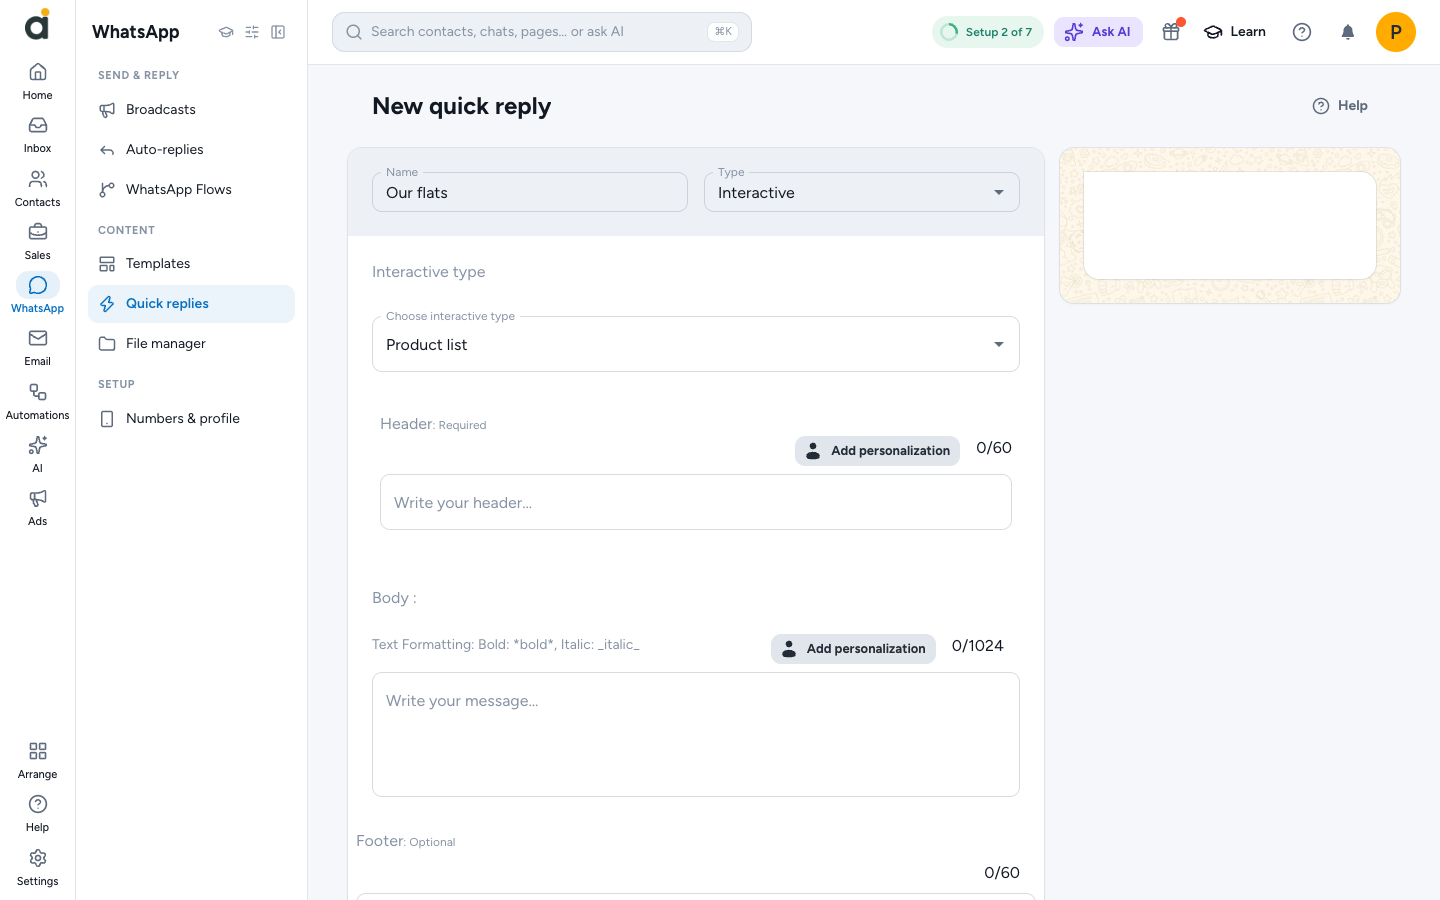 WhatsApp
Search contacts, chats, pages... or ask AI
⌘K
Setup 2 of 7
Ask AI
Learn
P
Home
Inbox
Contacts
Sales
WhatsApp
Email
Automations
AI
Ads
Arrange
Help
Settings
SEND & REPLY
Broadcasts
Auto-replies
WhatsApp Flows
CONTENT
Templates
Quick replies
File manager
SETUP
Numbers & profile
New quick reply
Help
Name
Our flats
Type
Interactive
Interactive type
Choose interactive type
Product list
Header: Required
Add personalization
0/60
Write your header...
Body :
Text Formatting: Bold: *bold*, Italic: _italic_
Add personalization
0/1024
Write your message...
Footer: Optional
0/60